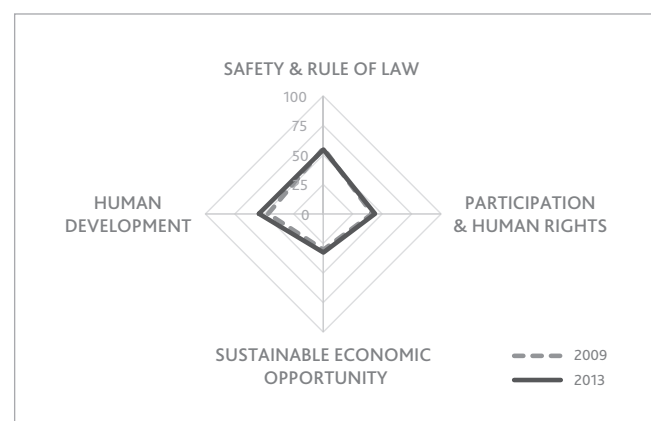 SAFETY & RULE OF LAW
100
75
50
25
0
HUMAN
DEVELOPMENT
PARTICIPATION
& HUMAN RIGHTS
SUSTAINABLE ECONOMIC
OPPORTUNITY
2009
2013